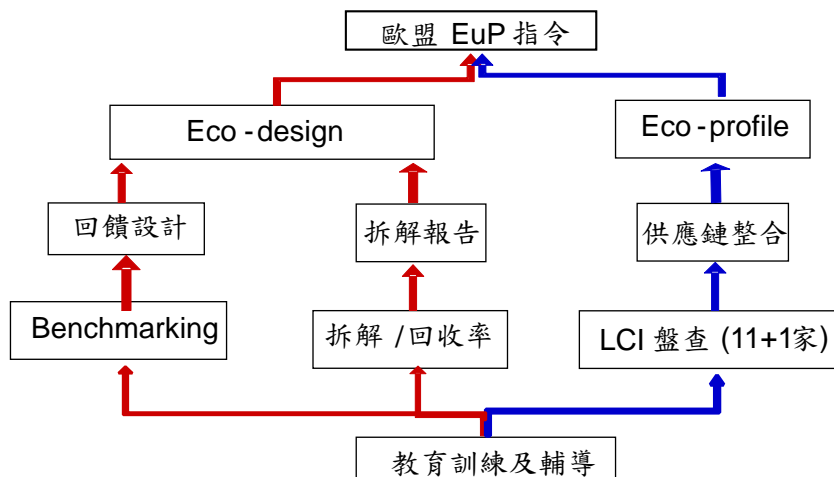 歐盟 EuP 指令
Eco-design
Eco-profile
回饋設計
拆解報告
供應鏈整合
Benchmarking
拆解 /回收率
LCI 盤查 (11+1家)
教育訓練及輔導